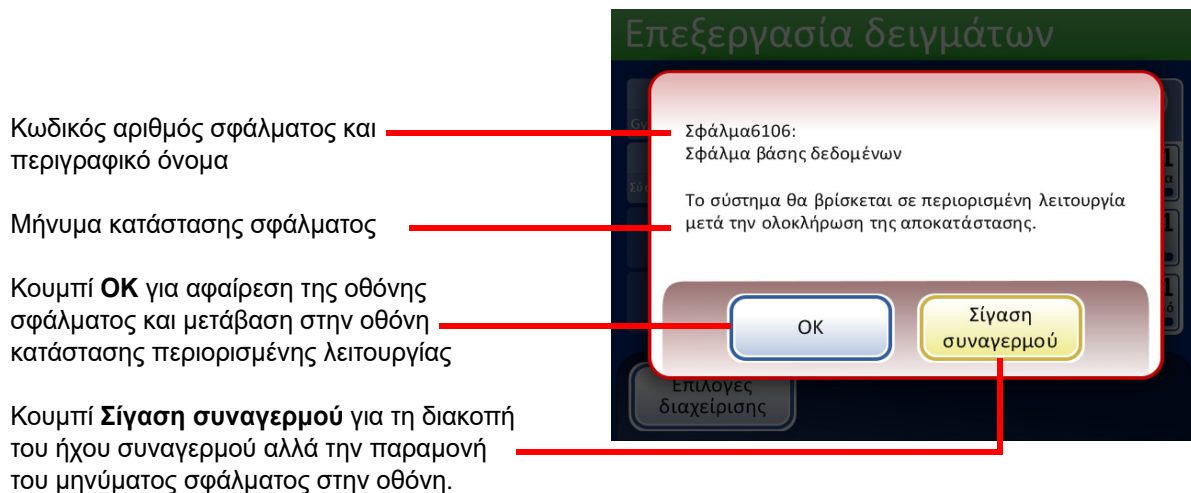 Επεξεργασία δειγμάτων
Κωδικός αριθμός σφάλματος και
περιγραφικό όνομα
Μήνυμα κατάστασης σφάλματος
Κουμπί OK για αφαίρεση της οθόνης
σφάλματος και μετάβαση στην οθόνη
κατάστασης περιορισμένης λειτουργίας
Κουμπί Σίγαση συναγερμού για τη διακοπή
του ήχου συναγερμού αλλά την παραμονή
του μηνύματος σφάλματος στην οθόνη.
Σφάλμα6106:
Σφάλμα βάσης δεδομένων
Το σύστημα θα βρίσκεται σε περιορισμένη λειτουργία
μετά την ολοκλήρωση της αποκατάστασης.
OK
Σίγαση
συναγερμού
Επιλογές
διαχείρισης
1
1
1